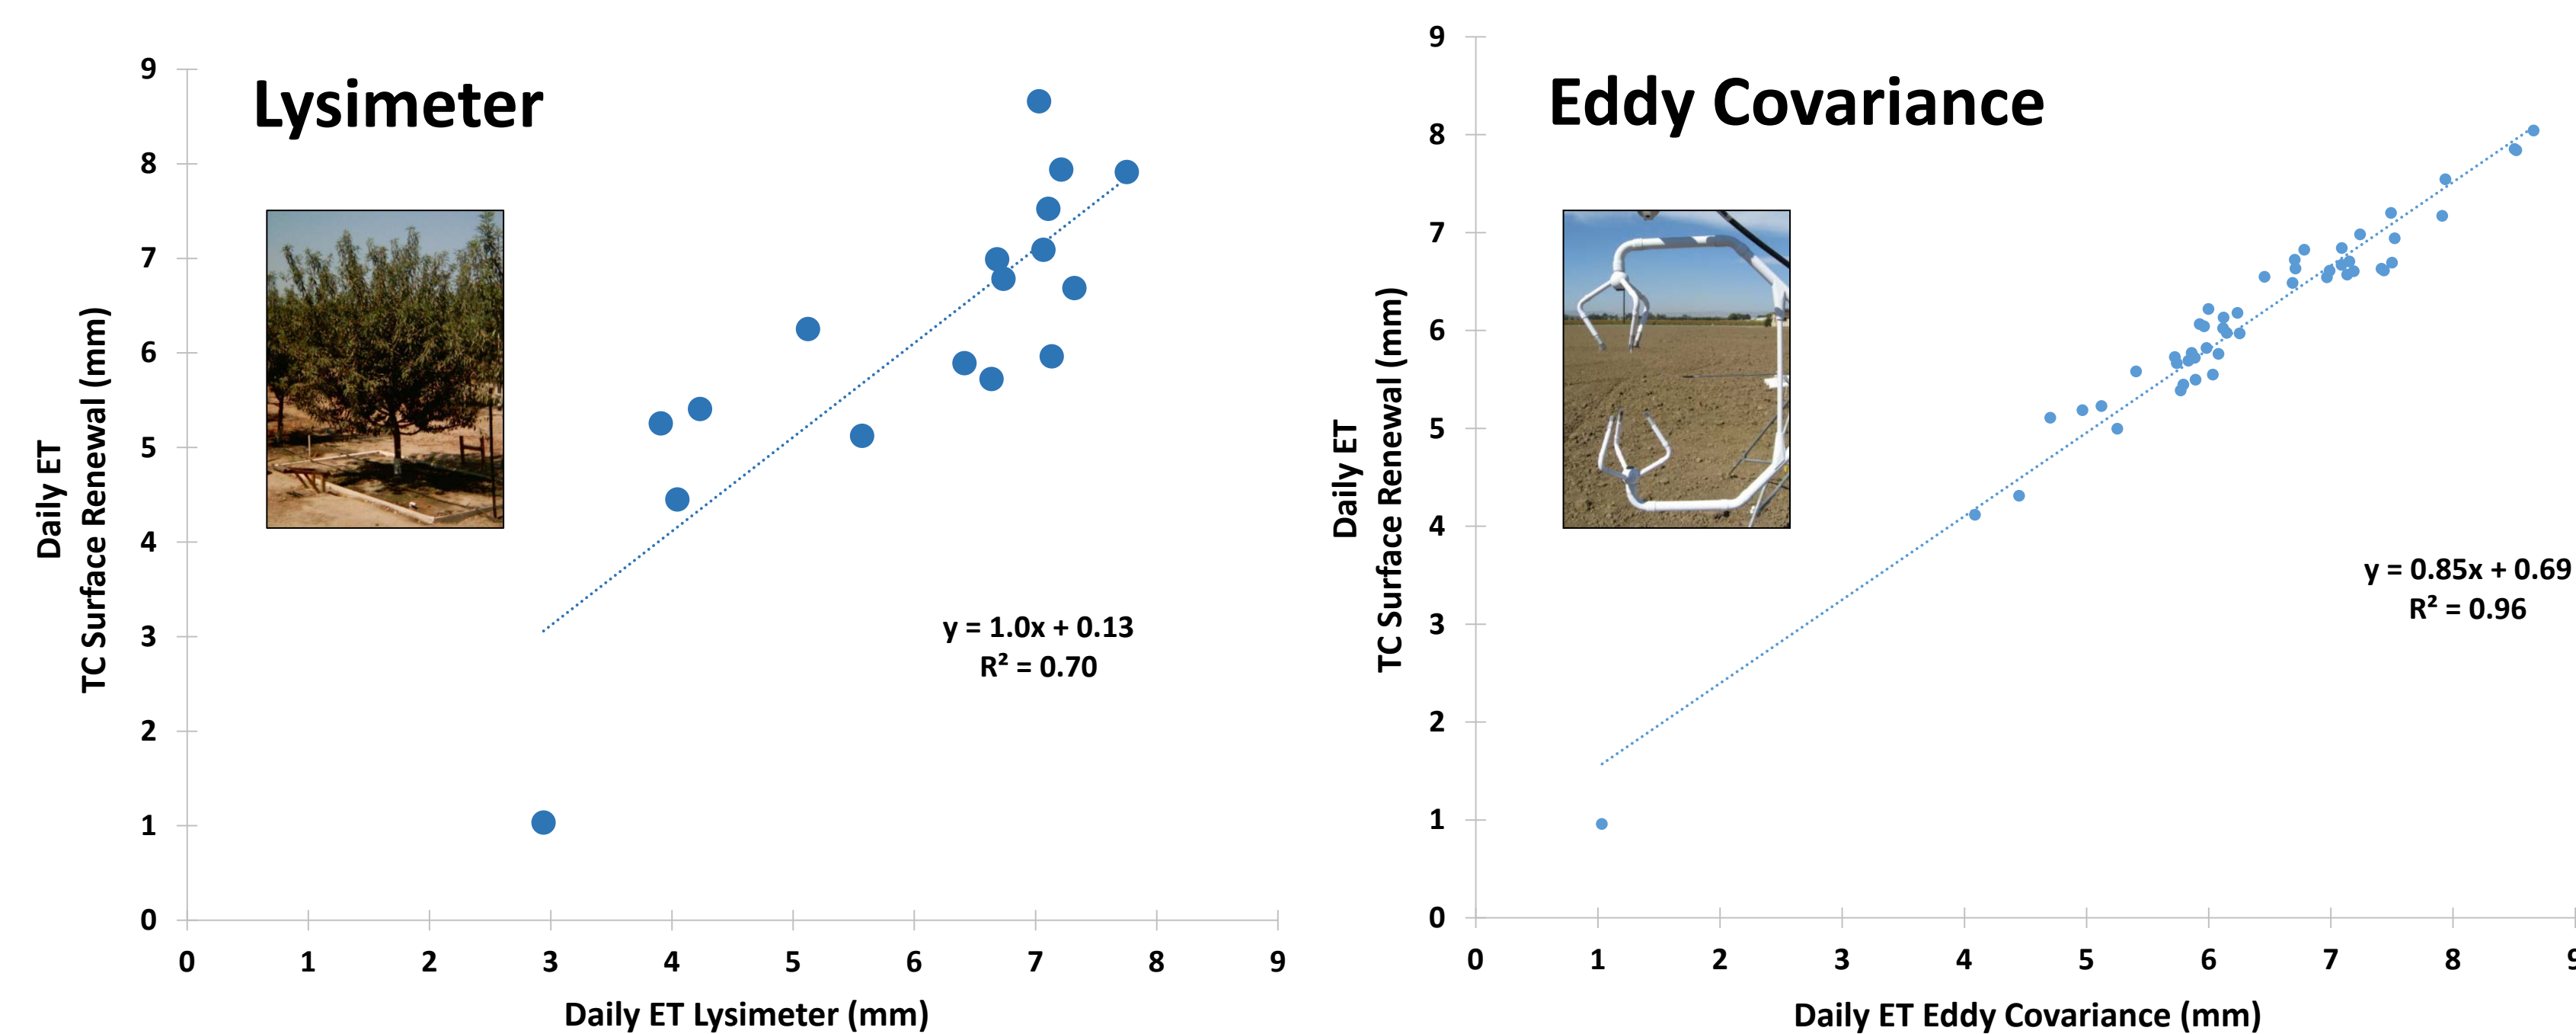 Lysimeter
9
8
7
6
5
4
3
2
1
0
Daily ET
TC Surface Renewal (mm)
y = 1.0x + 0.13
R² = 0.70
0 1 2 3 4 5 6 7 8 9
Daily ET Lysimeter (mm)
Eddy Covariance
9
8
7
6
5
4
3
2
1
0
Daily ET
TC Surface Renewal (mm)
y = 0.85x + 0.69
R² = 0.96
0 1 2 3 4 5 6 7 8 9
Daily ET Eddy Covariance (mm)